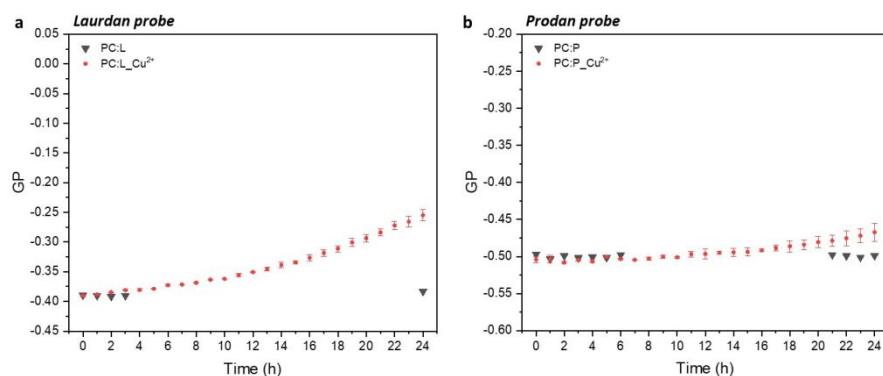 a Laurdan probe
PC:L
PC:L_Cu²⁺
GP
0.05
0.00
-0.05
-0.10
-0.15
-0.20
-0.25
-0.30
-0.35
-0.40
-0.45
0 2 4 6 8 10 12 14 16 18 20 22 24
Time (h)
b Prodan probe
PC:P
PC:P_Cu²⁺
GP
-0.20
-0.25
-0.30
-0.35
-0.40
-0.45
-0.50
-0.55
-0.60
0 2 4 6 8 10 12 14 16 18 20 22 24
Time (h)